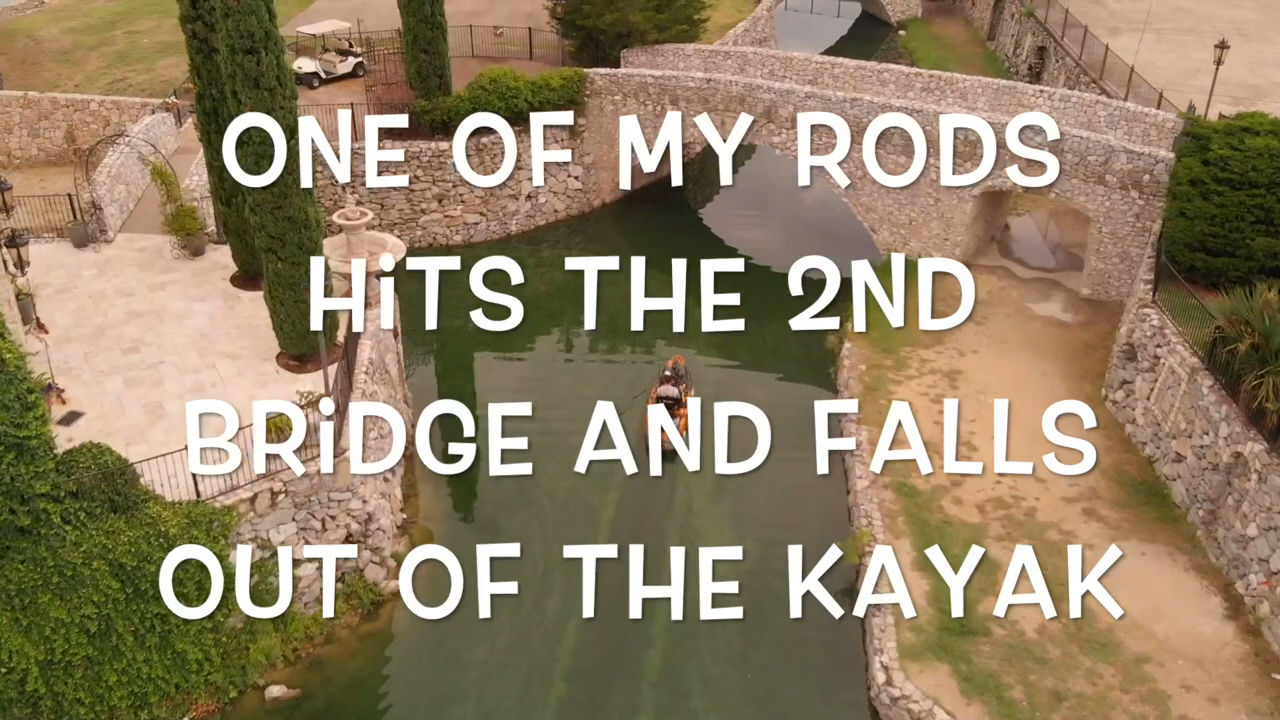 ONE OF MY RODS
HiTS THE 2ND
BRiDGE AND FALLS
OUT OF THE KAYAK